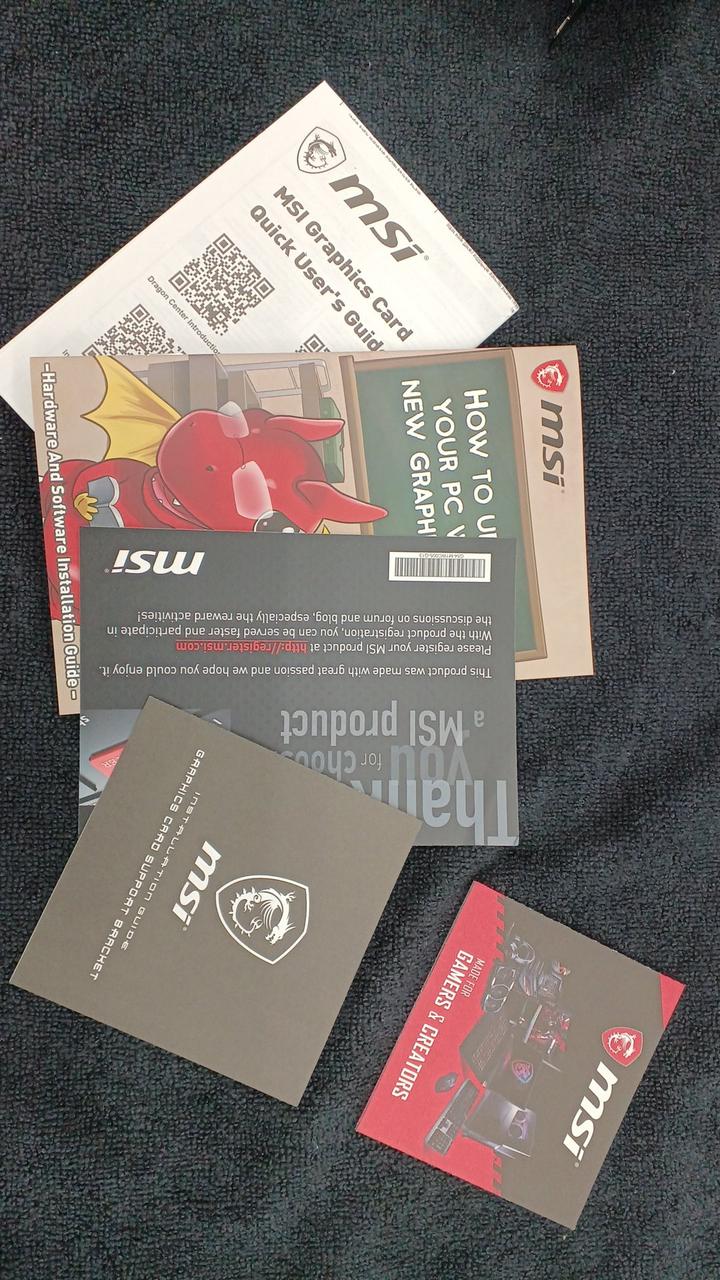 msi
MSI Graphics Card
Quick User's Guide
Dragon Center Introduction
msi
HOW TO U
YOUR PC
NEW GRAPH
-Hardware And Software Installation Guide-
msi
Thank
you for choo
a MSI product
This product was made with great passion and we hope you could enjoy it.
Please register your MSI product at http://register.msi.com
With the product registration, you can be served faster and participate in
the discussions on forum and blog, especially the reward activities!
msi
INSTALLATION GUIDE
GRAPHICS CARD SUPPORT BRACKET
msi
MADE FOR
GAMERS & CREATORS